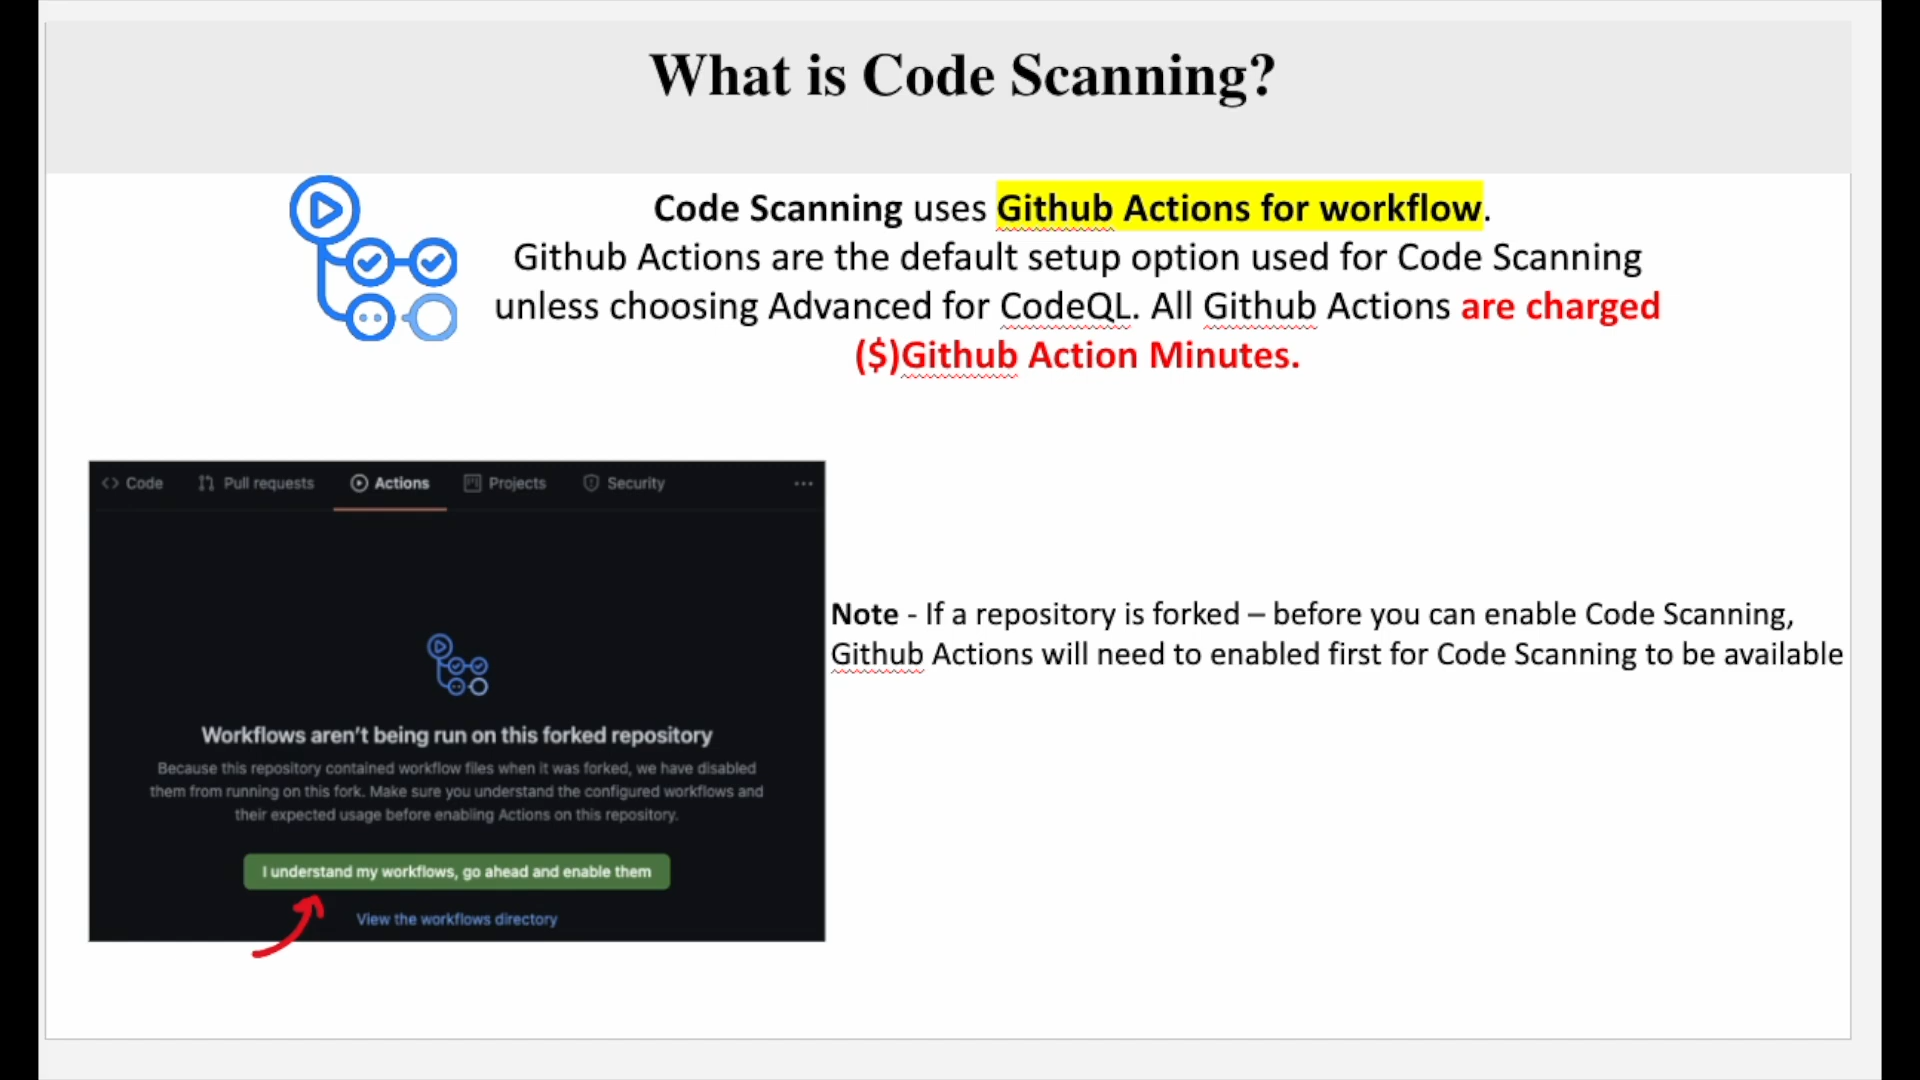 What is Code Scanning?
Code Scanning uses Github Actions for workflow.
Github Actions are the default setup option used for Code Scanning
unless choosing Advanced for CodeQL. All Github Actions are charged
($)Github Action Minutes.
<> Code Pull requests Actions Projects Security ...
Workflows aren't being run on this forked repository
Because this repository contained workflow files when it was forked, we have disabled
them from running on this fork. Make sure you understand the configured workflows and
their expected usage before enabling Actions on this repository.
I understand my workflows, go ahead and enable them
View the workflows directory
Note - If a repository is forked – before you can enable Code Scanning,
Github Actions will need to enabled first for Code Scanning to be available